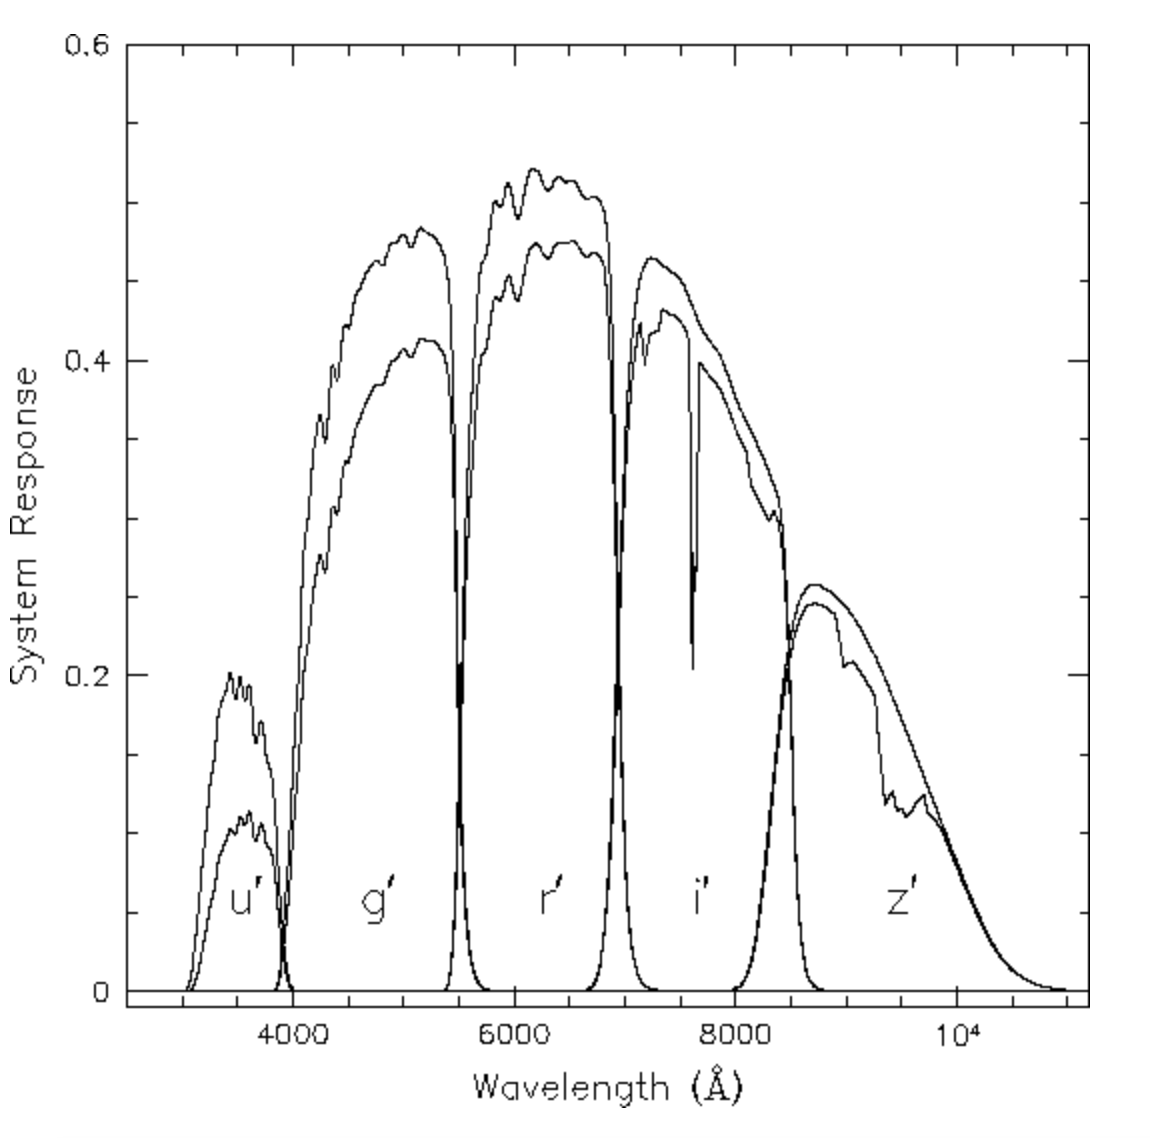 0.6
0.4
0.2
0
System Response
u′ g′ r′ i′ z′
4000 6000 8000 10⁴
Wavelength (Å)